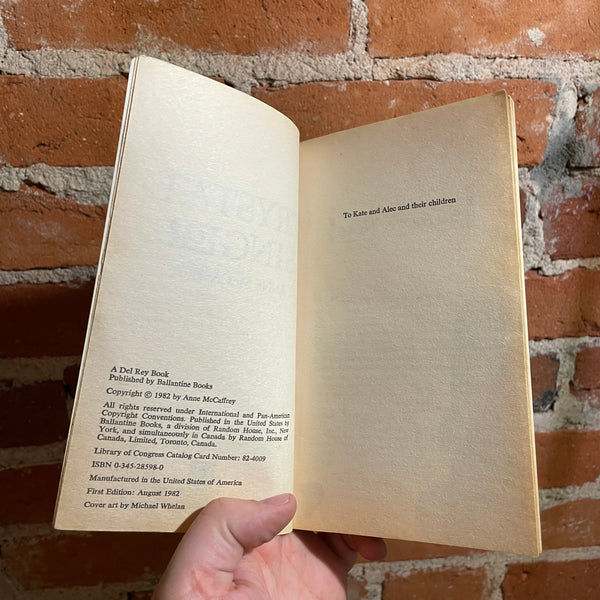 A Del Rey Book
Published by Ballantine Books
Copyright © 1982 by Anne McCaffrey
All rights reserved under International and Pan-American
Copyright Conventions. Published in the United States by
Ballantine Books, a division of Random House, Inc., New
York, and simultaneously in Canada by Random House of
Canada, Limited, Toronto, Canada.
Library of Congress Catalog Card Number: 82-4009
ISBN 0-345-28598-0
Manufactured in the United States of America
First Edition: August 1982
Cover art by Michael Whelan
To Kate and Alec and their children